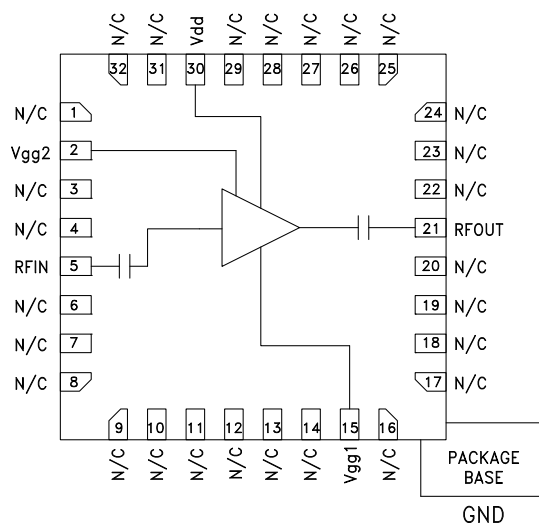 N/C N/C Vdd N/C N/C N/C N/C N/C
32 31 30 29 28 27 26 25
N/C 1 24 N/C
Vgg2 2 23 N/C
N/C 3 22 N/C
N/C 4 21 RFOUT
RFIN 5 20 N/C
N/C 6 19 N/C
N/C 7 18 N/C
N/C 8 17 N/C
9 10 11 12 13 14 15 16
N/C N/C N/C N/C N/C N/C Vgg1 N/C
PACKAGE
BASE
GND